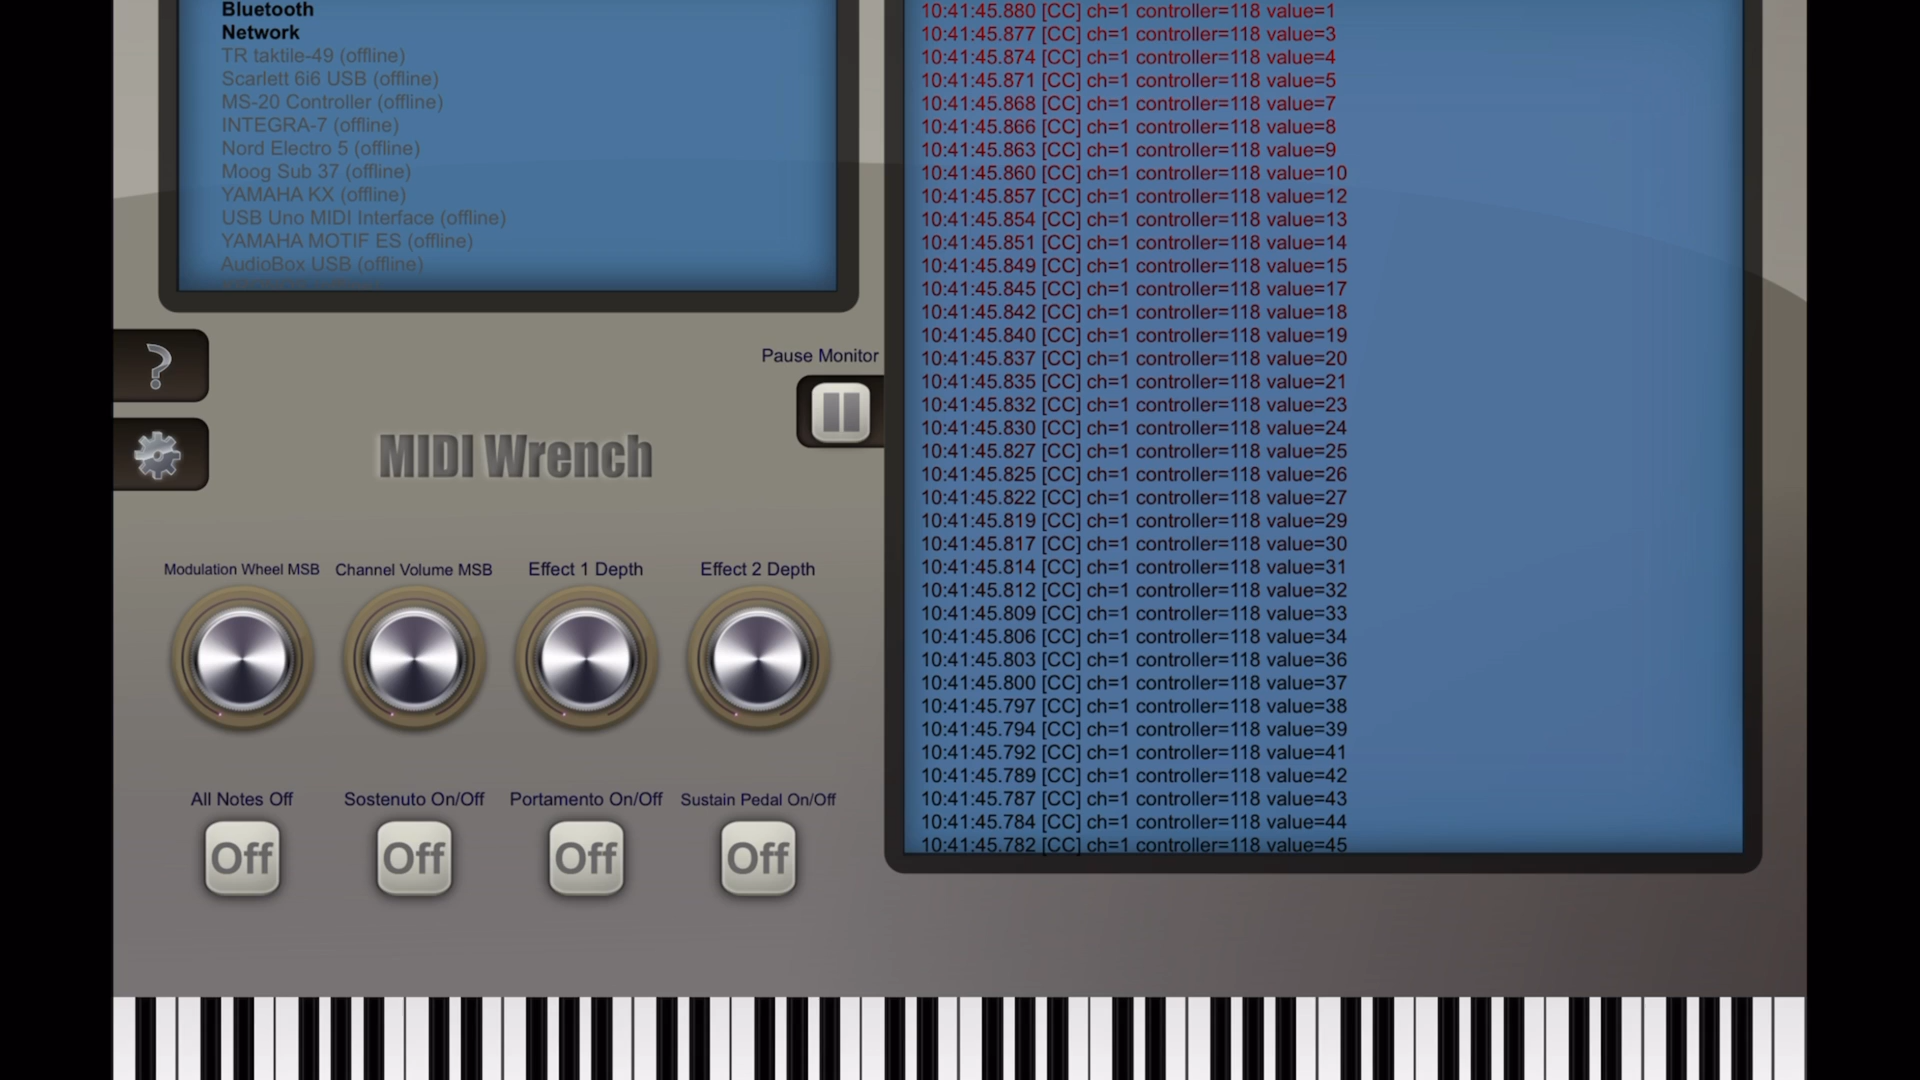 Bluetooth
Network
TR taktile-49 (offline)
Scarlett 6i6 USB (offline)
MS-20 Controller (offline)
INTEGRA-7 (offline)
Nord Electro 5 (offline)
Moog Sub 37 (offline)
YAMAHA KX (offline)
USB Uno MIDI Interface (offline)
YAMAHA MOTIF ES (offline)
AudioBox USB (offline)
?
Pause Monitor
MIDI Wrench
Modulation Wheel MSB
Channel Volume MSB
Effect 1 Depth
Effect 2 Depth
All Notes Off
Sostenuto On/Off
Portamento On/Off
Sustain Pedal On/Off
Off
Off
Off
Off
10:41:45.880 [CC] ch=1 controller=118 value=1
10:41:45.877 [CC] ch=1 controller=118 value=3
10:41:45.874 [CC] ch=1 controller=118 value=4
10:41:45.871 [CC] ch=1 controller=118 value=5
10:41:45.868 [CC] ch=1 controller=118 value=7
10:41:45.866 [CC] ch=1 controller=118 value=8
10:41:45.863 [CC] ch=1 controller=118 value=9
10:41:45.860 [CC] ch=1 controller=118 value=10
10:41:45.857 [CC] ch=1 controller=118 value=12
10:41:45.854 [CC] ch=1 controller=118 value=13
10:41:45.851 [CC] ch=1 controller=118 value=14
10:41:45.849 [CC] ch=1 controller=118 value=15
10:41:45.845 [CC] ch=1 controller=118 value=17
10:41:45.842 [CC] ch=1 controller=118 value=18
10:41:45.840 [CC] ch=1 controller=118 value=19
10:41:45.837 [CC] ch=1 controller=118 value=20
10:41:45.835 [CC] ch=1 controller=118 value=21
10:41:45.832 [CC] ch=1 controller=118 value=23
10:41:45.830 [CC] ch=1 controller=118 value=24
10:41:45.827 [CC] ch=1 controller=118 value=25
10:41:45.825 [CC] ch=1 controller=118 value=26
10:41:45.822 [CC] ch=1 controller=118 value=27
10:41:45.819 [CC] ch=1 controller=118 value=29
10:41:45.817 [CC] ch=1 controller=118 value=30
10:41:45.814 [CC] ch=1 controller=118 value=31
10:41:45.812 [CC] ch=1 controller=118 value=32
10:41:45.809 [CC] ch=1 controller=118 value=33
10:41:45.806 [CC] ch=1 controller=118 value=34
10:41:45.803 [CC] ch=1 controller=118 value=36
10:41:45.800 [CC] ch=1 controller=118 value=37
10:41:45.797 [CC] ch=1 controller=118 value=38
10:41:45.794 [CC] ch=1 controller=118 value=39
10:41:45.792 [CC] ch=1 controller=118 value=41
10:41:45.789 [CC] ch=1 controller=118 value=42
10:41:45.787 [CC] ch=1 controller=118 value=43
10:41:45.784 [CC] ch=1 controller=118 value=44
10:41:45.782 [CC] ch=1 controller=118 value=45